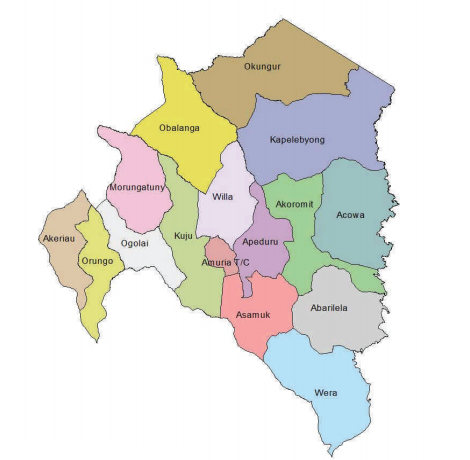 Okungur
Obalanga
Kapelebyong
Morungatuny
Willa
Akoromit
Acowa
Akeriau
Orungo
Ogolai
Kuju
Apeduru
Amuria T/C
Asamuk
Abarilela
Wera